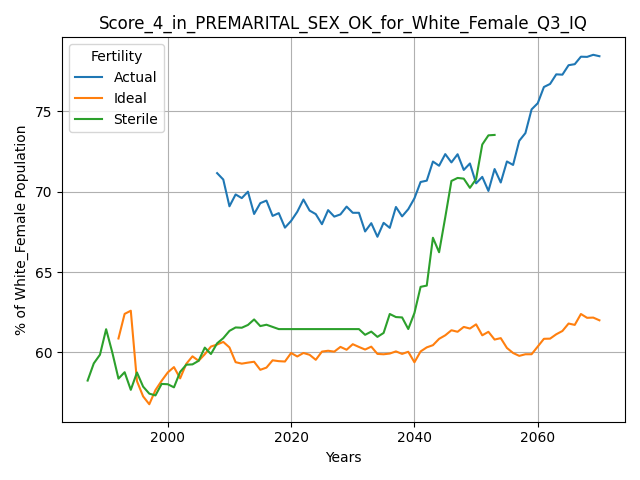 Score_4_in_PREMARITAL_SEX_OK_for_White_Female_Q3_IQ
Fertility
Actual
Ideal
Sterile
75
70
65
60
% of White_Female Population
2000
2020
2040
2060
Years